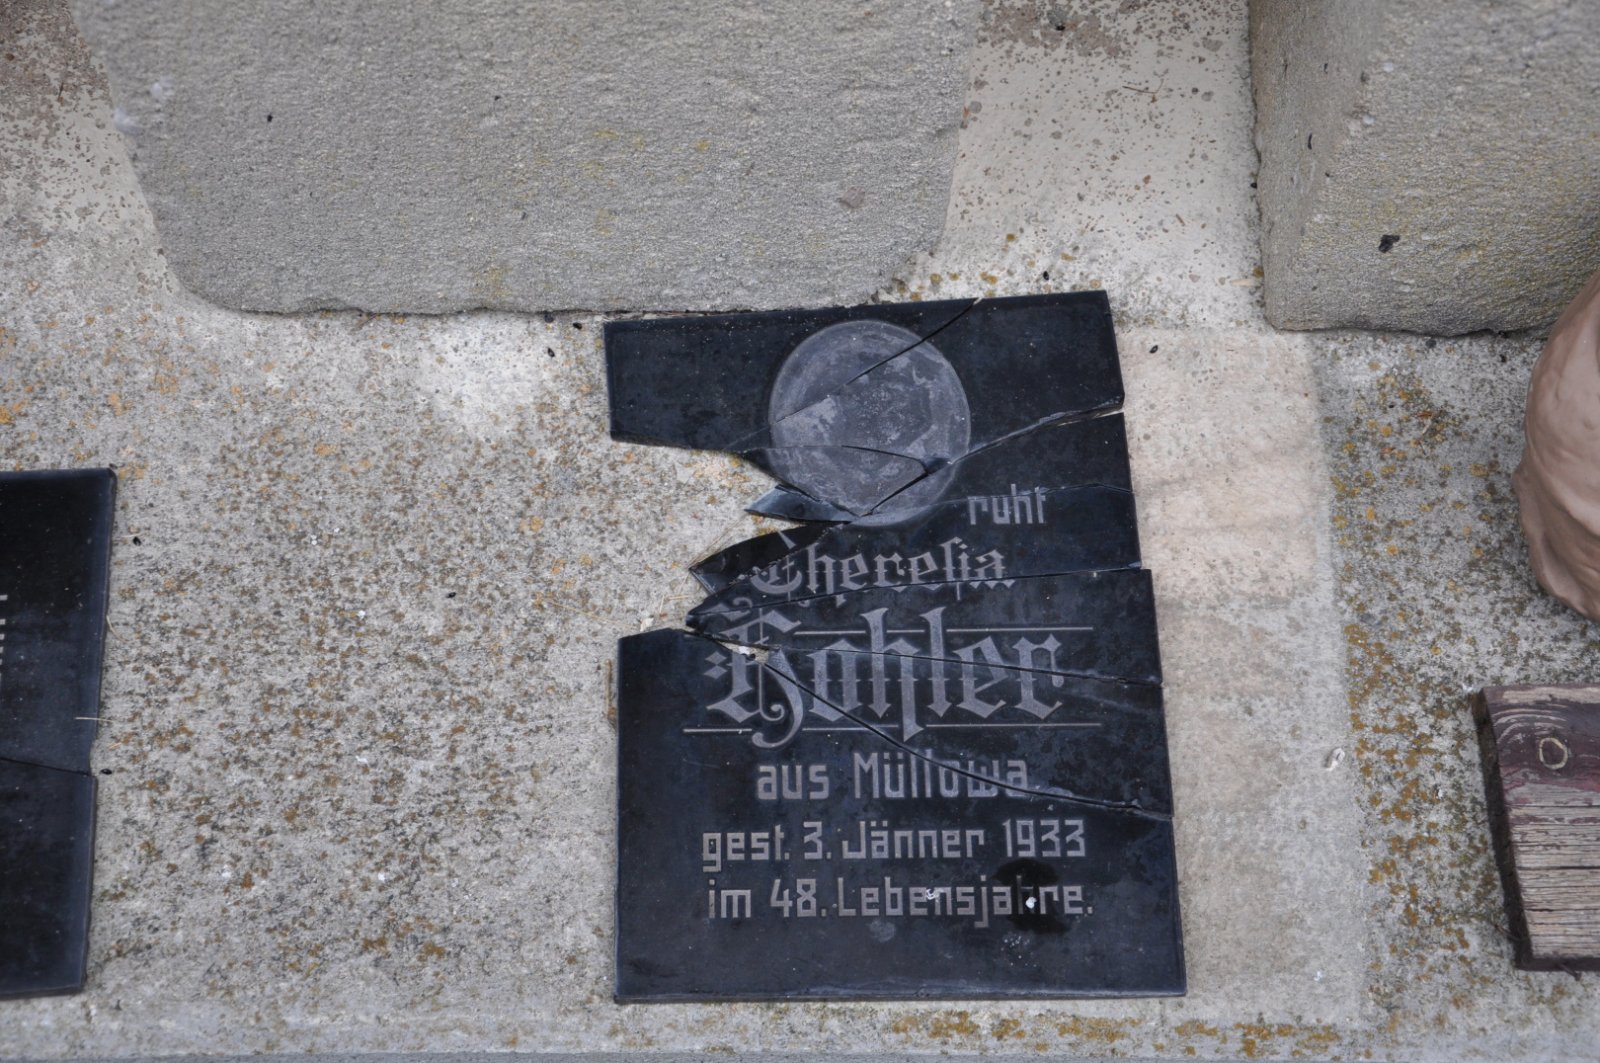 ruht
Theresia
Kohler
aus Müllowa
gest. 3. Jänner 1933
im 48. Lebensjahre.